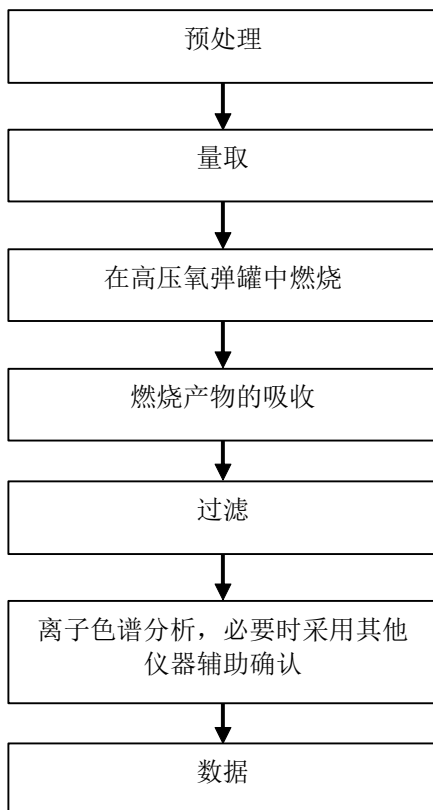 预处理
量取
在高压氧弹罐中燃烧
燃烧产物的吸收
过滤
离子色谱分析，必要时采用其他
仪器辅助确认
数据